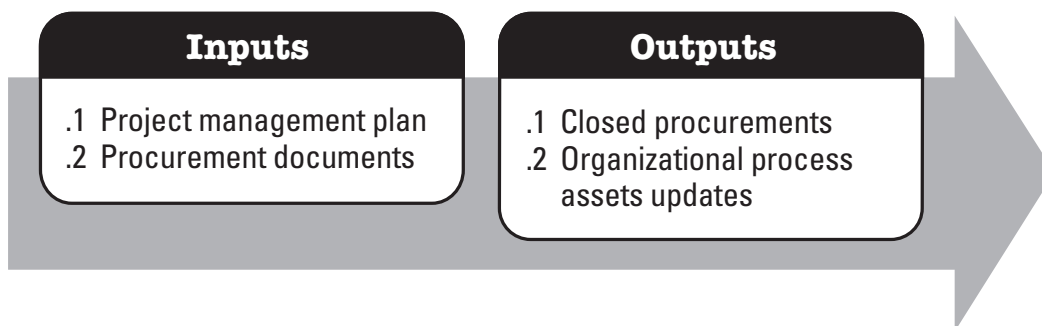 Inputs
.1 Project management plan
.2 Procurement documents
Outputs
.1 Closed procurements
.2 Organizational process
assets updates